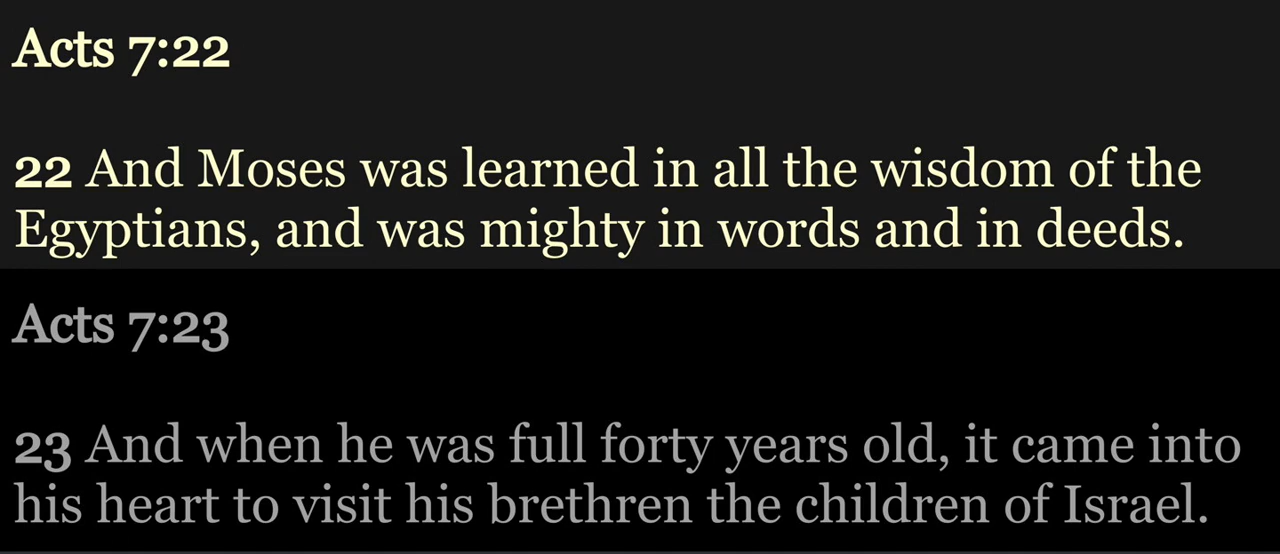 Acts 7:22
22 And Moses was learned in all the wisdom of the
Egyptians, and was mighty in words and in deeds.
Acts 7:23
23 And when he was full forty years old, it came into
his heart to visit his brethren the children of Israel.